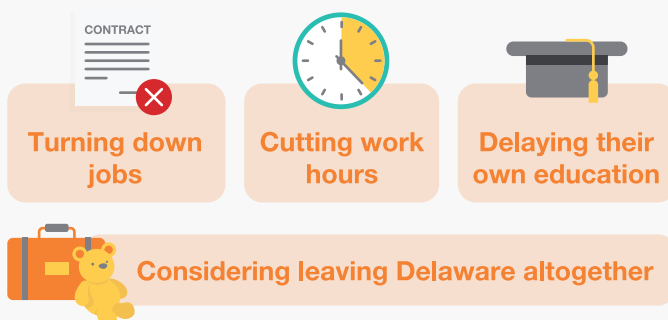 CONTRACT
Turning down
jobs
Cutting work
hours
Delaying their
own education
Considering leaving Delaware altogether